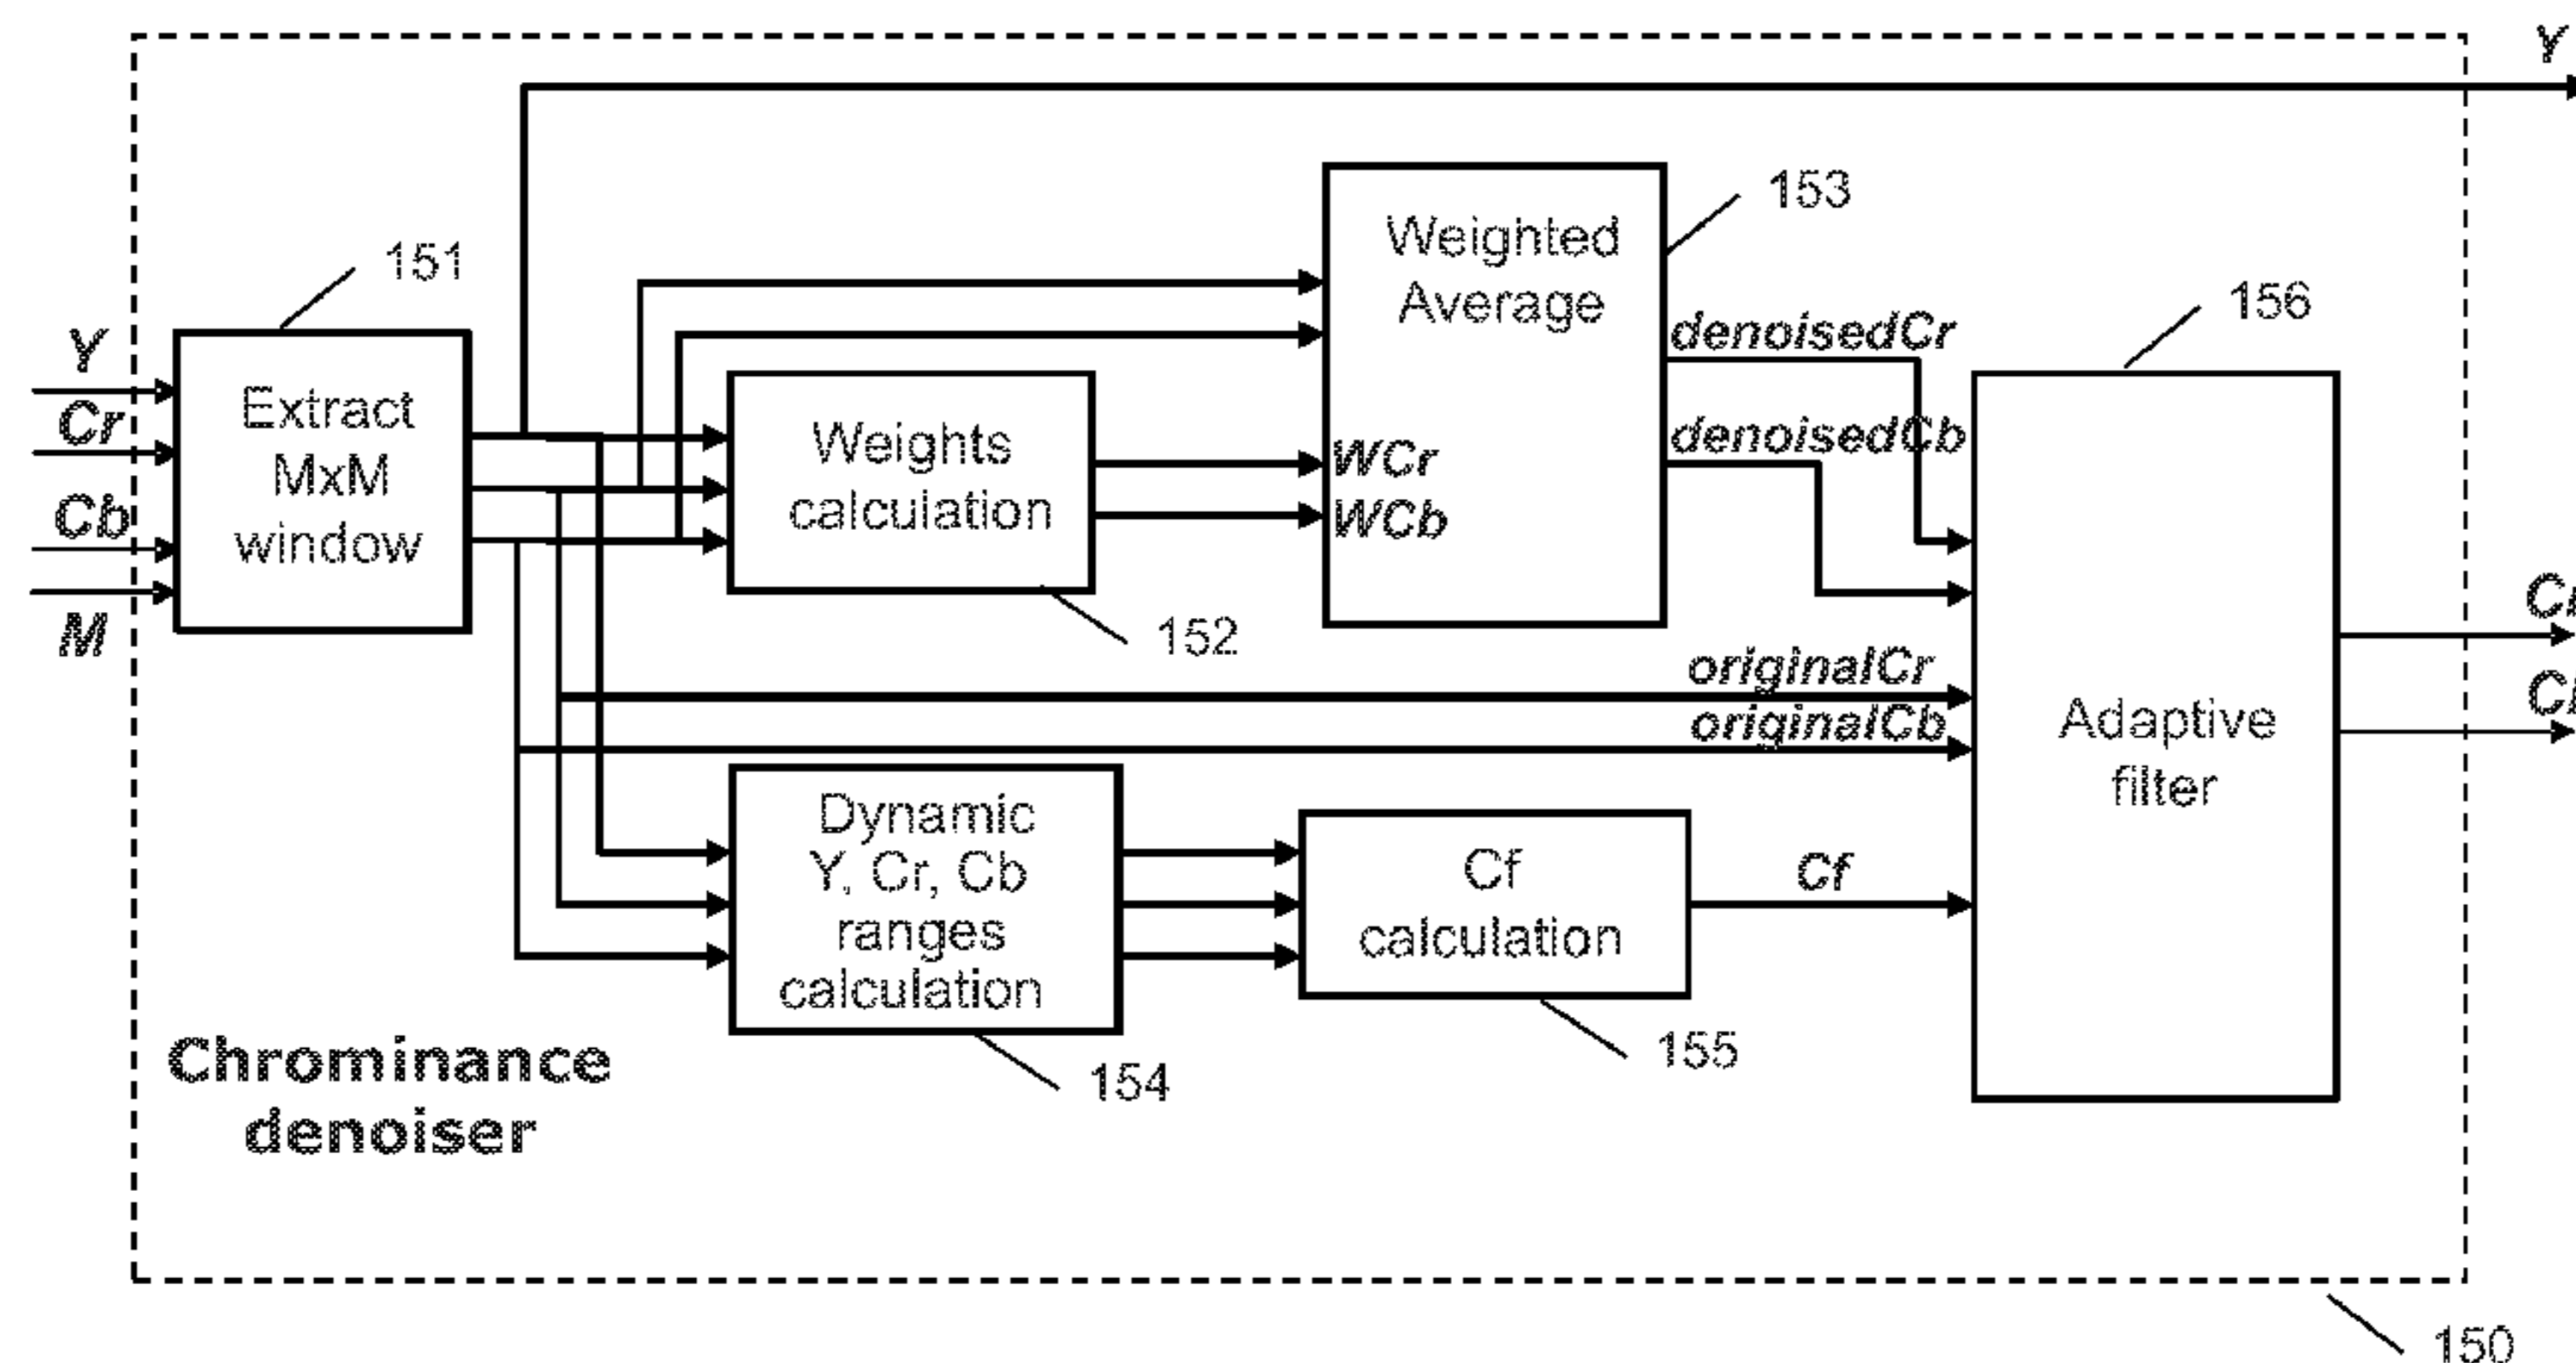 Y
151
153
156
Y
Cr
Cb
M
Extract
MxM
window
Weights
calculation
152
Weighted
Average
WCr
WCb
denoisedCr
denoisedCb
originalCr
originalCb
Dynamic
Y, Cr, Cb
ranges
calculation
154
Cf
calculation
155
Cf
Adaptive
filter
Chrominance
denoiser
150